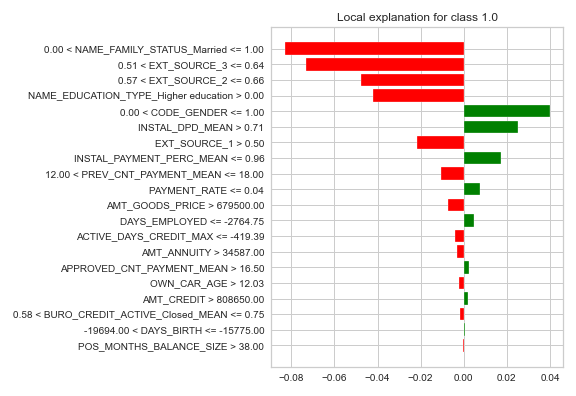 Local explanation for class 1.0
0.00 < NAME_FAMILY_STATUS_Married <= 1.00
0.51 < EXT_SOURCE_3 <= 0.64
0.57 < EXT_SOURCE_2 <= 0.66
NAME_EDUCATION_TYPE_Higher education > 0.00
0.00 < CODE_GENDER <= 1.00
INSTAL_DPD_MEAN > 0.71
EXT_SOURCE_1 > 0.50
INSTAL_PAYMENT_PERC_MEAN <= 0.96
12.00 < PREV_CNT_PAYMENT_MEAN <= 18.00
PAYMENT_RATE <= 0.04
AMT_GOODS_PRICE > 679500.00
DAYS_EMPLOYED <= -2764.75
ACTIVE_DAYS_CREDIT_MAX <= -419.39
AMT_ANNUITY > 34587.00
APPROVED_CNT_PAYMENT_MEAN > 16.50
OWN_CAR_AGE > 12.03
AMT_CREDIT > 808650.00
0.58 < BURO_CREDIT_ACTIVE_Closed_MEAN <= 0.75
-19694.00 < DAYS_BIRTH <= -15775.00
POS_MONTHS_BALANCE_SIZE > 38.00
−0.08 −0.06 −0.04 −0.02 0.00 0.02 0.04